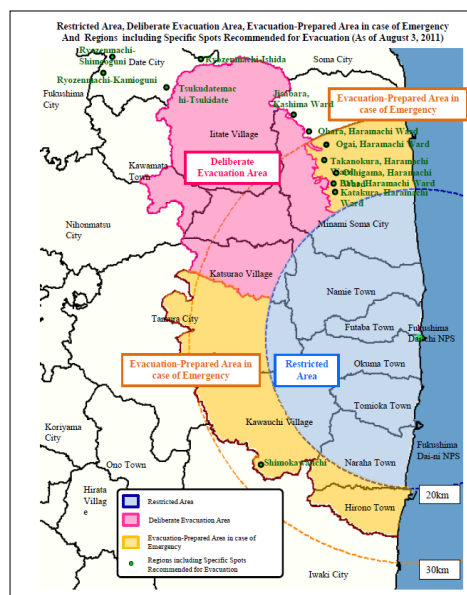 Restricted Area, Deliberate Evacuation Area, Evacuation-Prepared Area in case of Emergency
And Regions including Specific Spots Recommended for Evacuation (As of August 3, 2011)
Ryozenmachi-
Shimooguni
Date City
Ryozenmachi-Ishida
Soma City
Ryozenmachi-Kamioguni
Fukushima
City
Tsukudatemac
hi-Tsukidate
Jisabara,
Kashima Ward
Evacuation-Prepared Area in
case of Emergency
Iitate Village
Ohara, Haramachi Ward
Ogai, Haramachi Ward
Deliberate
Evacuation Area
Kawamata
Town
Takanokura, Haramachi
Ward
Ohhigama, Haramachi
Ward
Baba, Haramachi Ward
Katakura, Haramachi
Ward
Nihonmatsu
City
Minami Soma City
Katsurao Village
Namie Town
Tamura City
Futaba Town
Fukushima
Dai-ichi NPS
Evacuation-Prepared Area in
case of Emergency
Restricted
Area
Okuma Town
Tomioka Town
Kawauchi Village
Koriyama
City
Fukushima
Dai-ni NPS
Ono Town
Shimokawauchi
Naraha Town
Hirata
Villag
e
20km
Hirono Town
Restricted Area
Deliberate Evacuation Area
Evacuation-Prepared Area in case of
Emergency
Regions including Specific Spots
Recommended for Evacuation
Iwaki City
30km